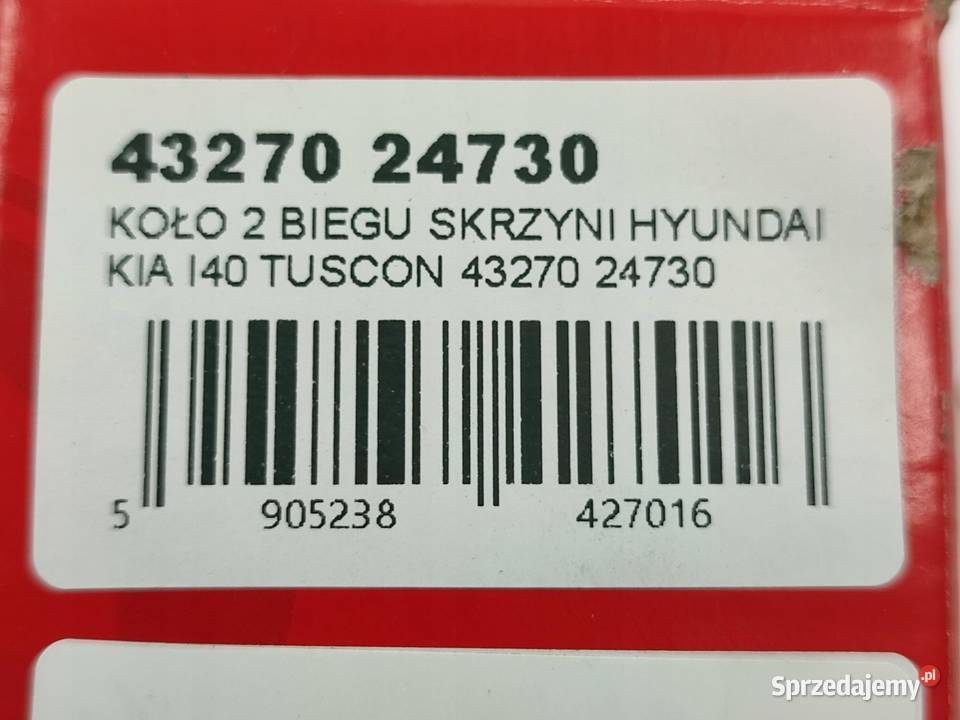 43270 24730
KOŁO 2 BIEGU SKRZYNI HYUNDAI
KIA I40 TUSCON 43270 24730
5 905238 427016
Sprzedajemy.pl